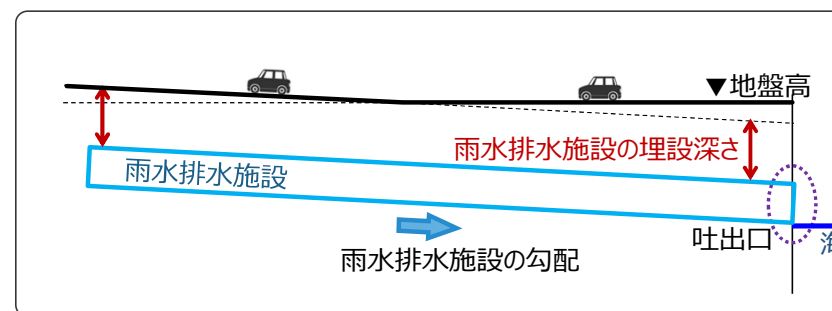 ▼地盤高
雨水排水施設の埋設深さ
雨水排水施設
吐出口
海
雨水排水施設の勾配